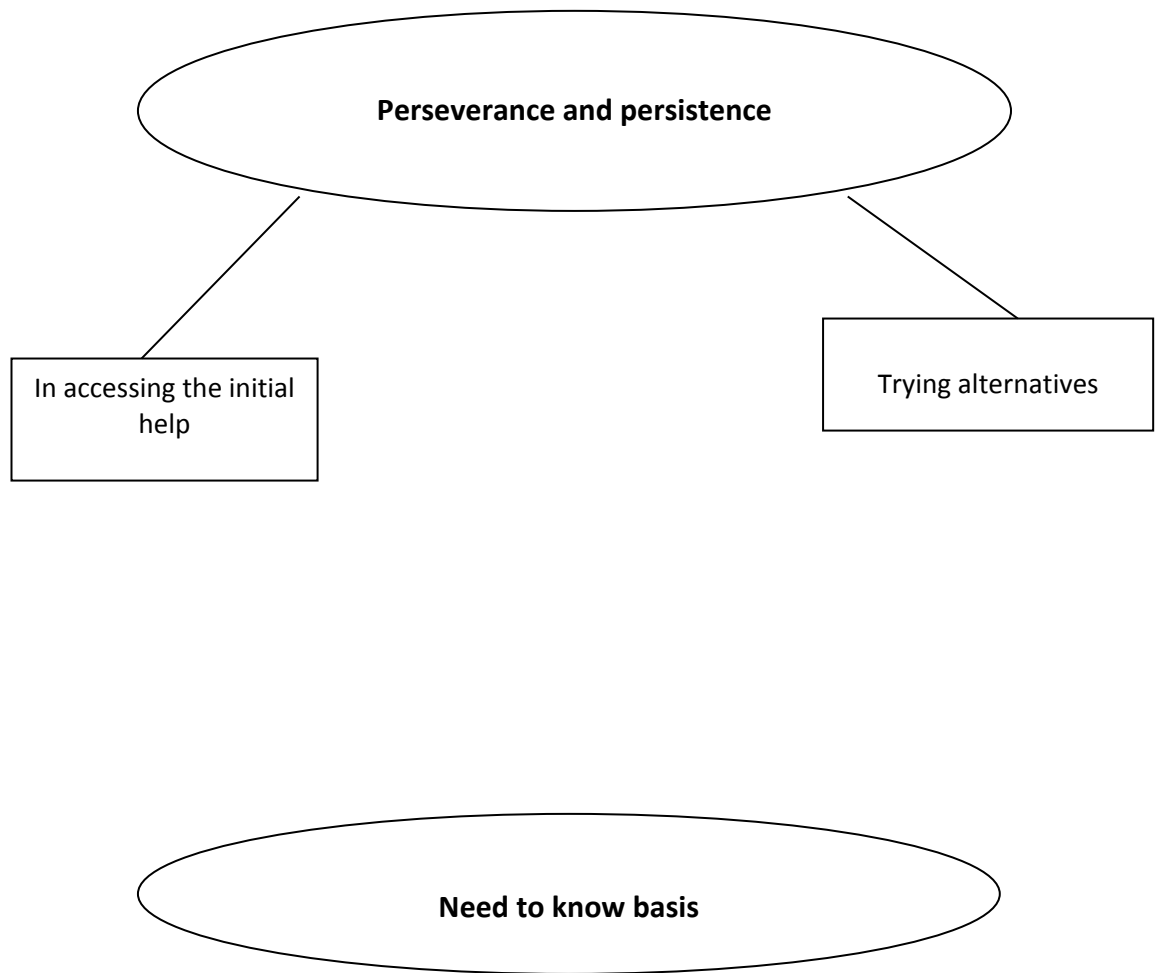 Perseverance and persistence
In accessing the initial
help
Trying alternatives
Need to know basis